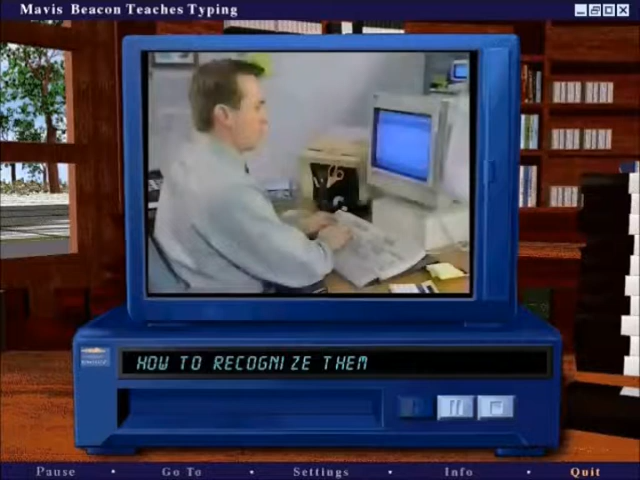 Mavis Beacon Teaches Typing
HOW TO RECOGNIZE THEM
Pause • Go To • Settings • Info • Quit